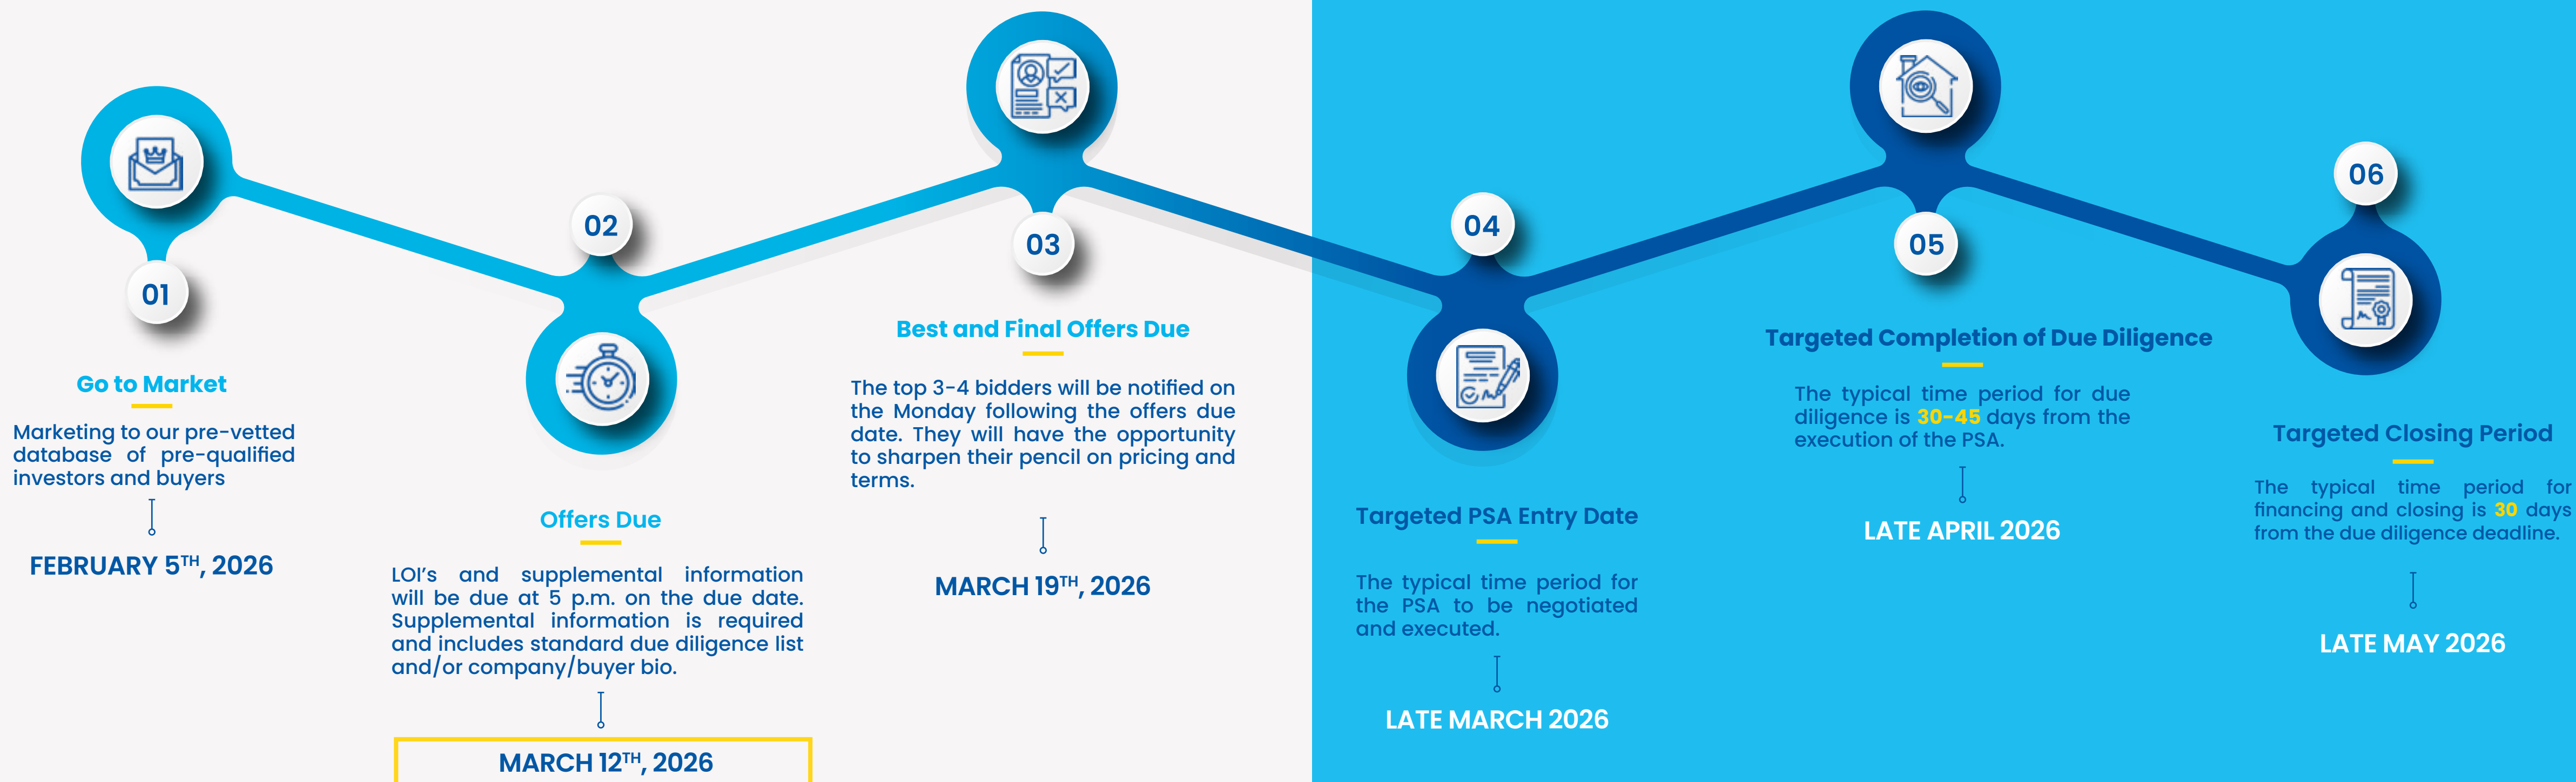 01
Go to Market
Marketing to our pre-vetted
database of pre-qualified
investors and buyers
FEBRUARY 5TH, 2026
02
Offers Due
LOI's and supplemental information
will be due at 5 p.m. on the due date.
Supplemental information is required
and includes standard due diligence list
and/or company/buyer bio.
MARCH 12TH, 2026
03
Best and Final Offers Due
The top 3-4 bidders will be notified on
the Monday following the offers due
date. They will have the opportunity
to sharpen their pencil on pricing and
terms.
MARCH 19TH, 2026
04
Targeted PSA Entry Date
The typical time period for
the PSA to be negotiated
and executed.
LATE MARCH 2026
05
Targeted Completion of Due Diligence
The typical time period for due
diligence is 30-45 days from the
execution of the PSA.
LATE APRIL 2026
06
Targeted Closing Period
The typical time period for
financing and closing is 30 days
from the due diligence deadline.
LATE MAY 2026